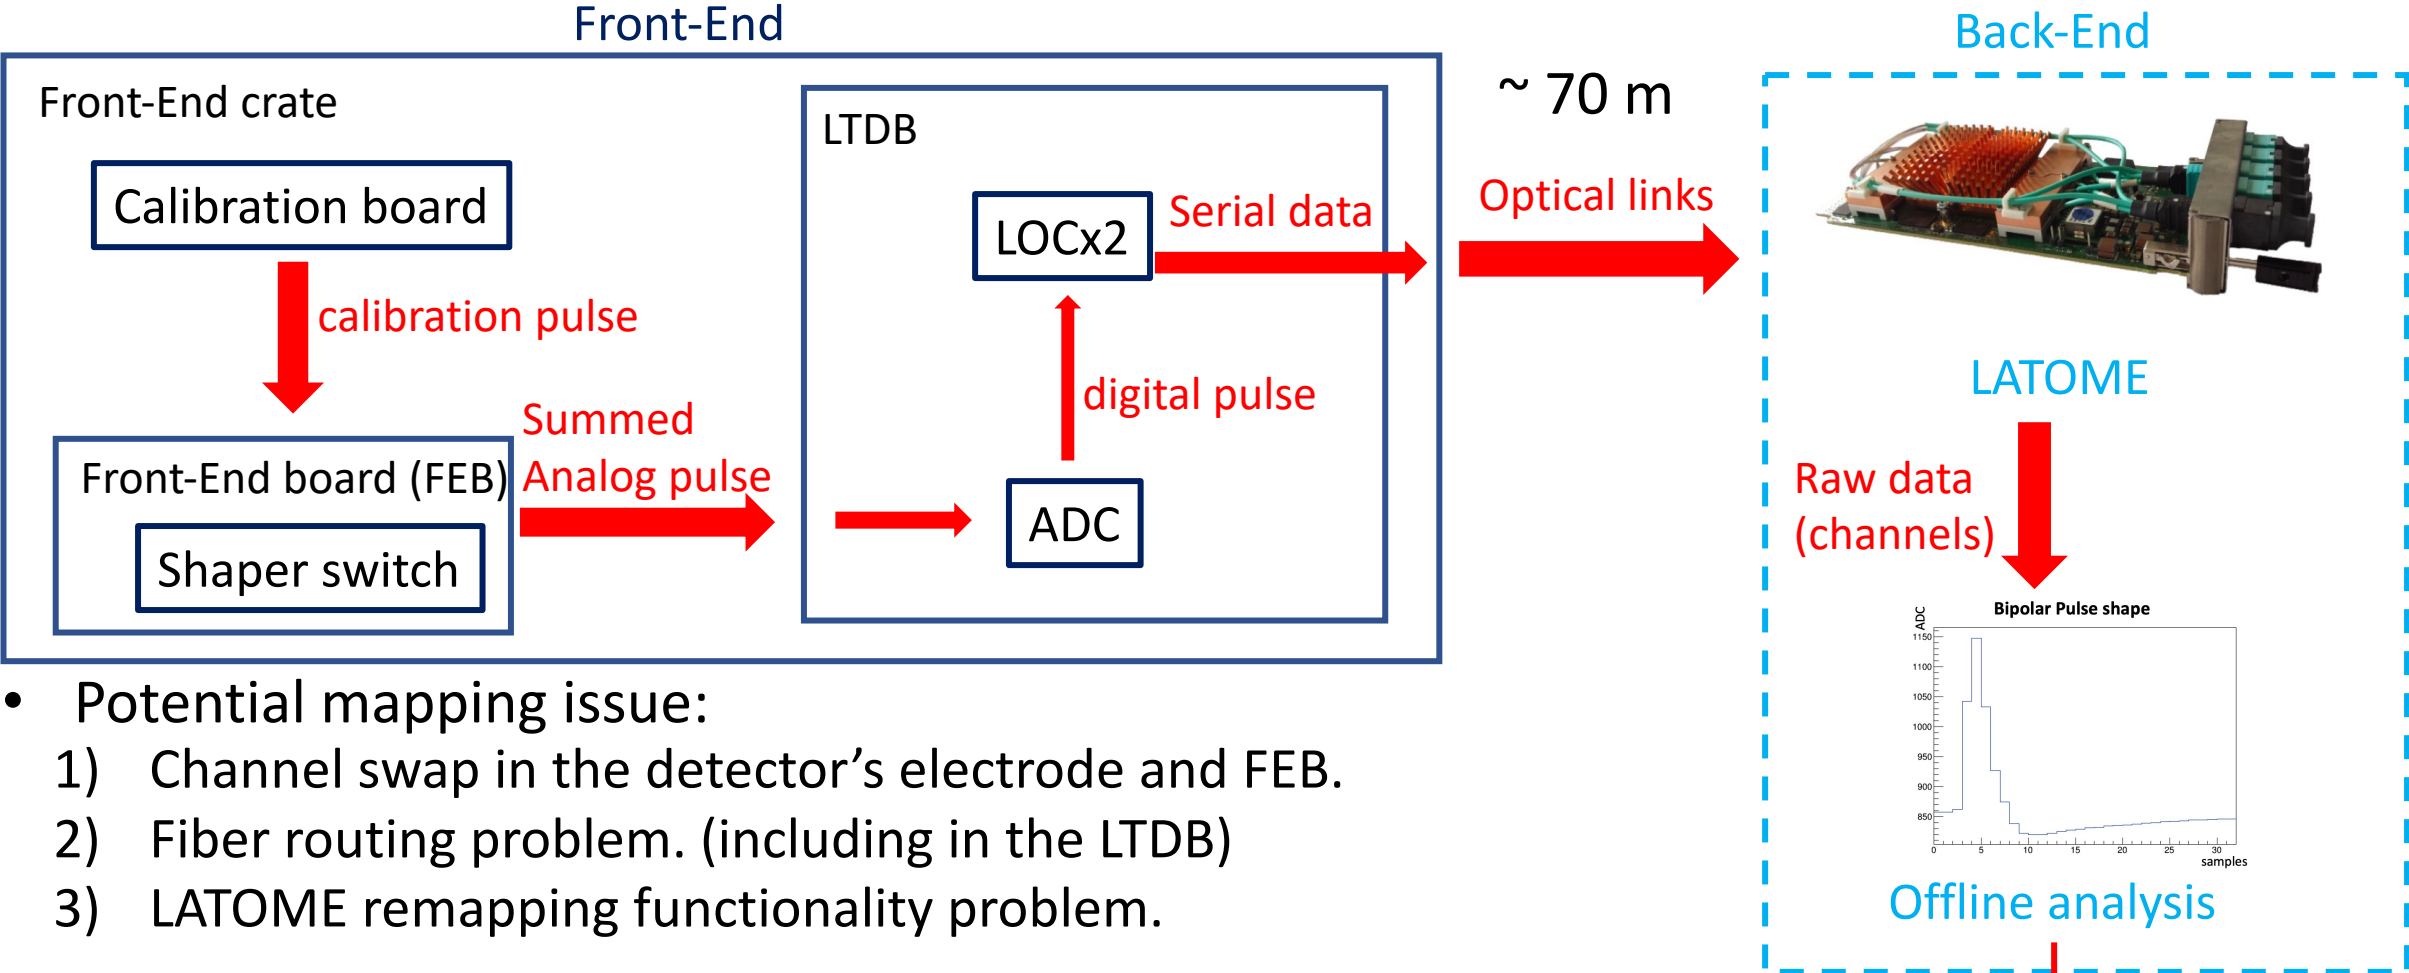 Front-End
Back-End
Front-End crate
LTDB
~ 70 m
Calibration board
LOCx2
Serial data
Optical links
calibration pulse
digital pulse
LATOME
Summed
Analog pulse
Front-End board (FEB)
Shaper switch
ADC
Raw data
(channels)
Bipolar Pulse shape
ADC
1150
1100
1050
1000
950
900
850
0
5
10
15
20
25
30
samples
Offline analysis
• Potential mapping issue:
1) Channel swap in the detector’s electrode and FEB.
2) Fiber routing problem. (including in the LTDB)
3) LATOME remapping functionality problem.